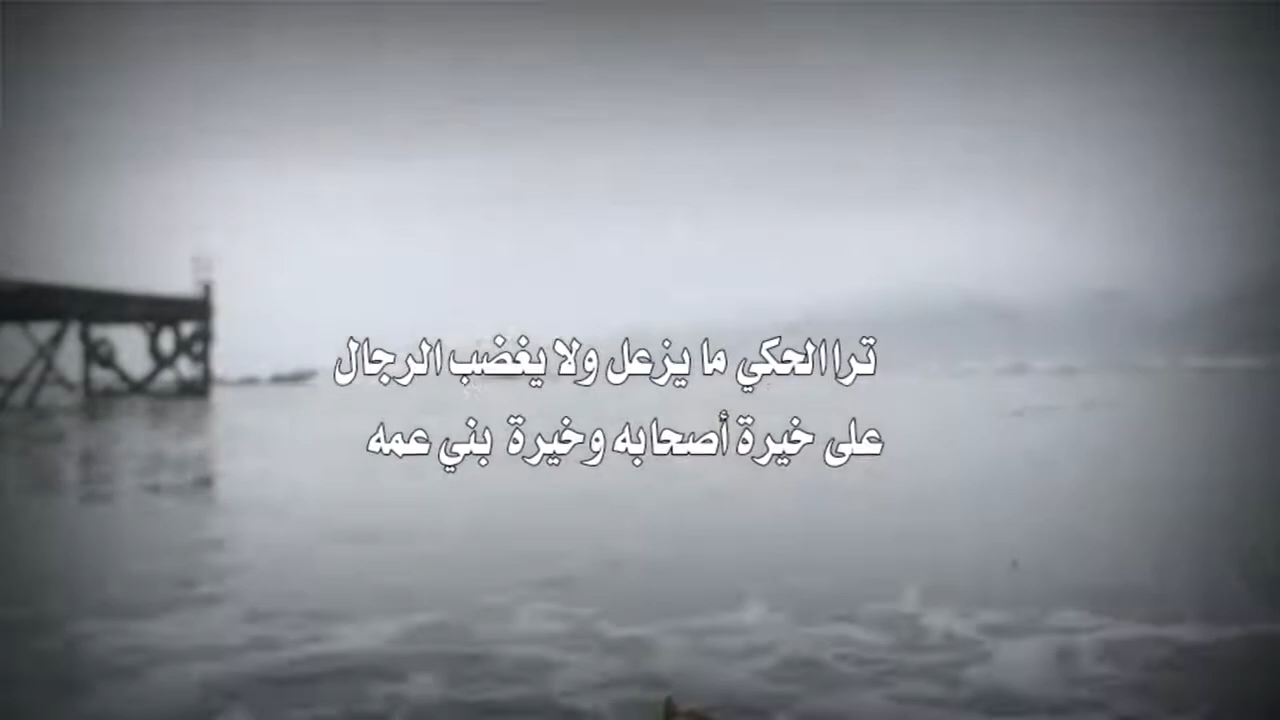 ترا الحكي ما يزعل ولا يغضب الرجال
على خيرة أصحابه وخيرة بني عمه